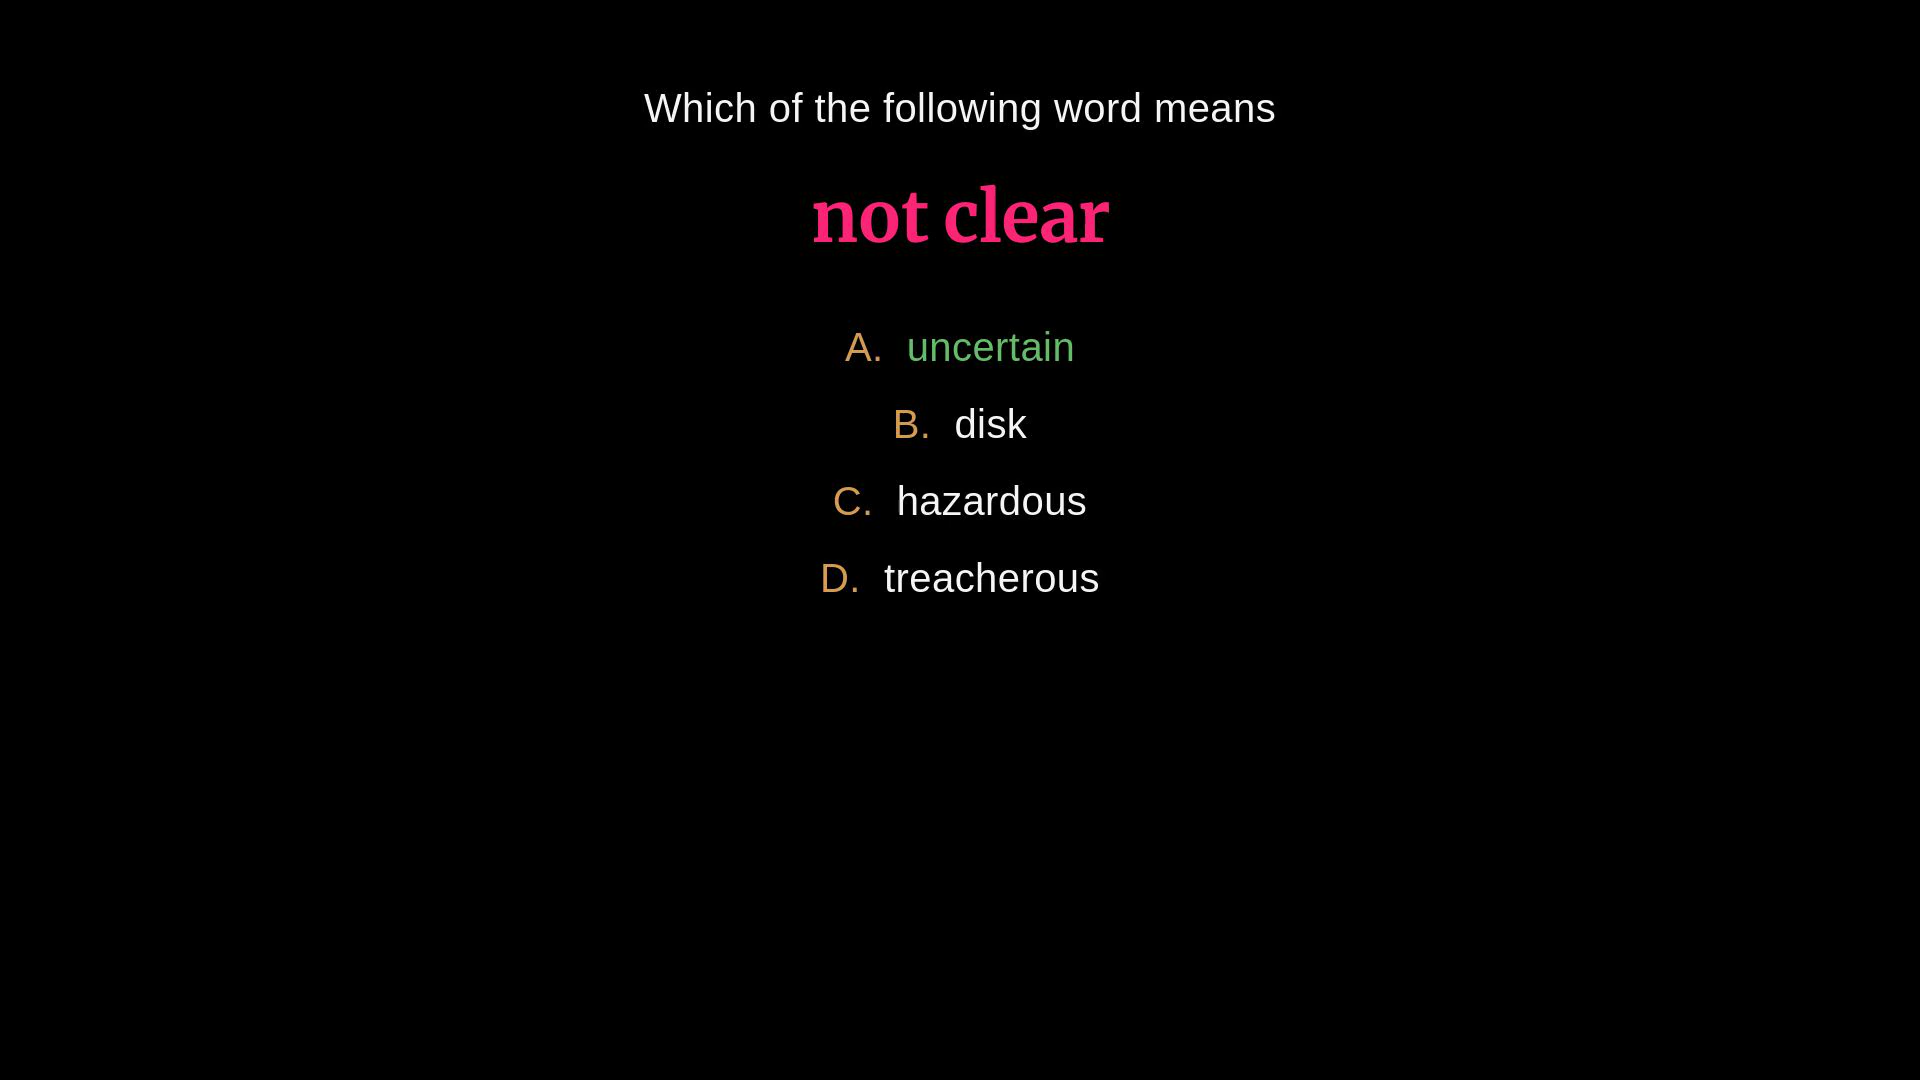 Which of the following word means
not clear
A. uncertain
B. disk
C. hazardous
D. treacherous